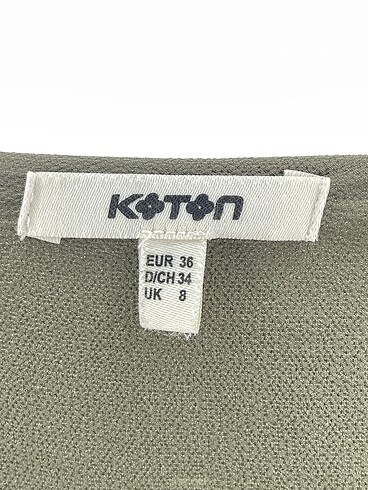 KOTON
EUR 36
D/CH 34
UK 8